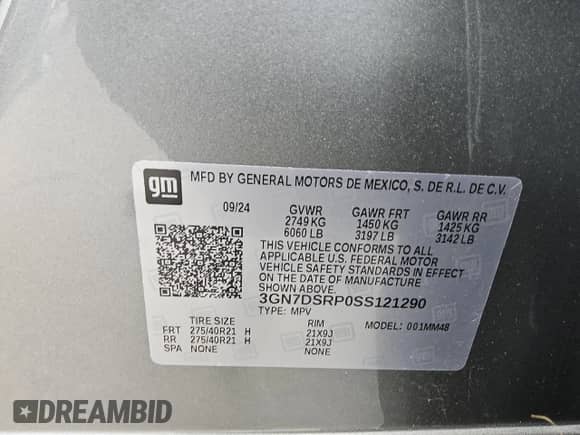 gm
MFD BY GENERAL MOTORS DE MEXICO, S. DE R.L. DE C.V.
09/24 GVWR GAWR FRT GAWR RR
2749 KG 1450 KG 1425 KG
6060 LB 3197 LB 3142 LB
THIS VEHICLE CONFORMS TO ALL
APPLICABLE U.S. FEDERAL MOTOR
VEHICLE SAFETY STANDARDS IN EFFECT
ON THE DATE OF MANUFACTURE
SHOWN ABOVE.
3GN7DSRP0SS121290
TYPE: MPV
TIRE SIZE RIM MODEL: 001MM48
FRT 275/40R21 H 21X9J
RR 275/40R21 H 21X9J
SPA NONE NONE
DREAMBID